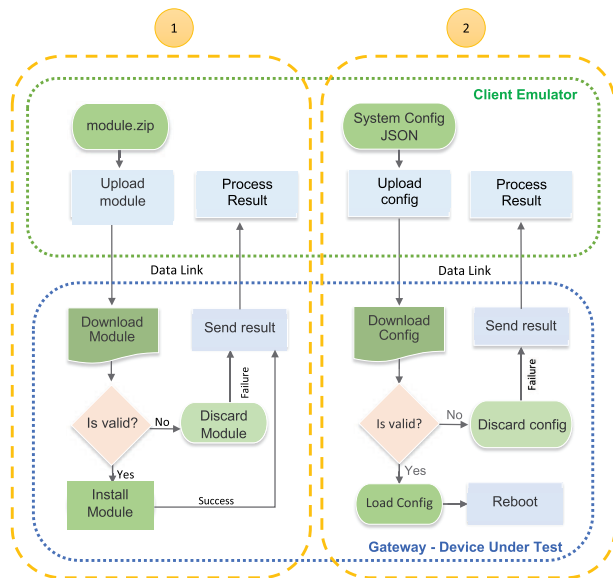 1
2
Client Emulator
module.zip
System Config
JSON
Upload
module
Process
Result
Upload
config
Process
Result
Data Link
Data Link
Download
Module
Send result
Download
Config
Send result
Failure
Failure
Is valid?
No
Discard
Module
Is valid?
No
Discard config
Yes
Yes
Install
Module
Success
Load Config
Reboot
Gateway - Device Under Test